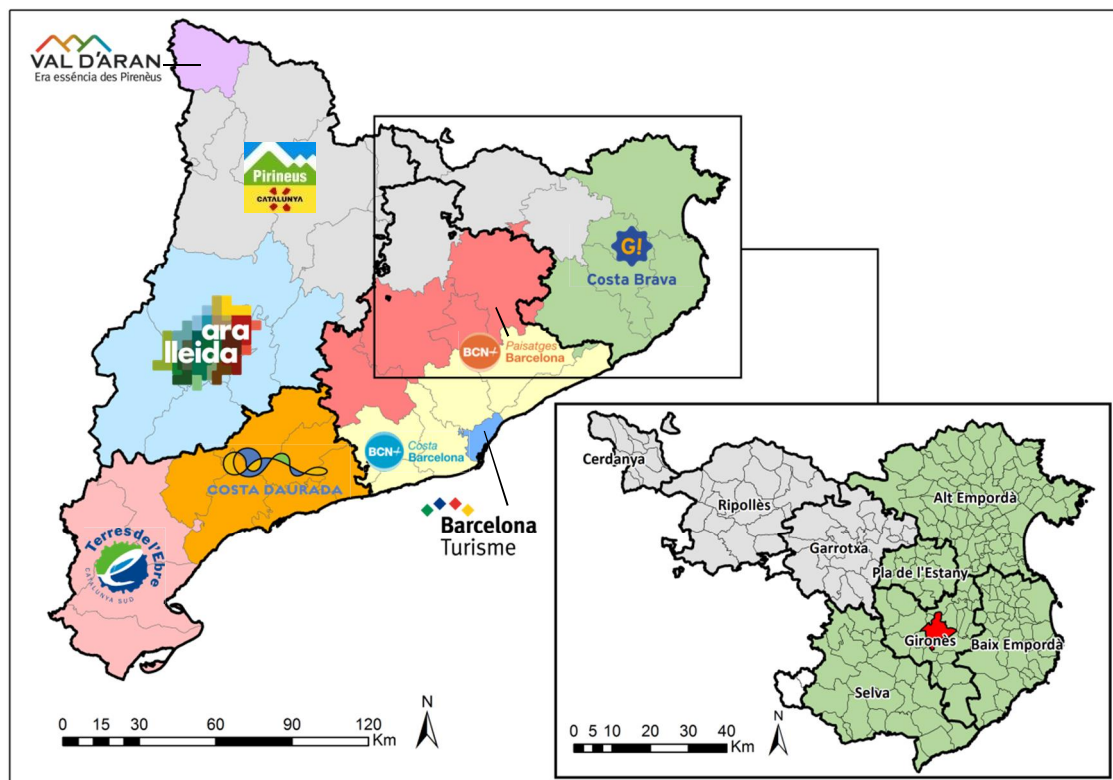 VAL D'ARAN
Era esséncia des Pirenèus
Pirineus
CATALUNYA
G!
Costa Brava
ara
lleida
BCN+
Paisatges
Barcelona
BCN+
Costa
Barcelona
COSTA DAURADA
Barcelona
Turisme
Terres de l'Ebre
CATALUNYA SUD
Cerdanya
Ripollès
Alt Empordà
Garrotxa
Pla de l'Estany
Gironès
Baix Empordà
Selva
N
0 15 30 60 90 120
Km
N
0 5 10 20 30 40
Km